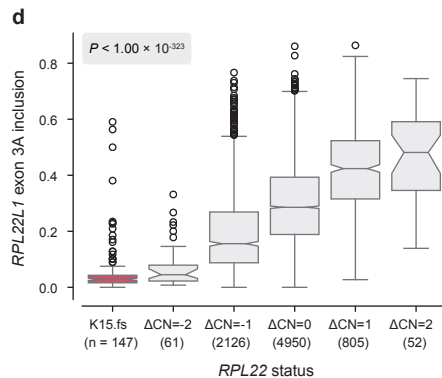 d
P < 1.00 × 10-323
RPL22L1 exon 3A inclusion
0.8
0.6
0.4
0.2
0.0
K15.fs ΔCN=-2 ΔCN=-1 ΔCN=0 ΔCN=1 ΔCN=2
(n = 147) (61) (2126) (4950) (805) (52)
RPL22 status